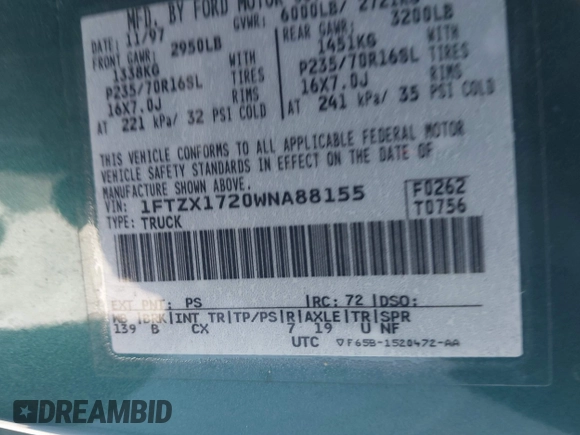 MFD. BY FORD MOTOR
DATE: 11/97 GVWR: 6000LB/ 2721KG
FRONT GAWR: 2950LB REAR GAWR: 3200LB
1338KG WITH 1451KG WITH
P235/70R16SL TIRES P235/70R16SL TIRES
16X7.0J RIMS 16X7.0J RIMS
AT 221 kPa/ 32 PSI COLD AT 241 kPa/ 35 PSI COLD
THIS VEHICLE CONFORMS TO ALL APPLICABLE FEDERAL MOTOR
VEHICLE SAFETY STANDARDS IN EFFECT ON THE DATE OF
MANUFACTURE SHOWN ABOVE.
VIN: 1FTZX1720WNA88155 F0262
TYPE: TRUCK T0756
EXT PNT: PS RC: 72 DSO:
WB BRK INT TR TP/PS R AXLE TR SPR
139 B CX 7 19 U NF
UTC F65B-1520472-AA
DREAMBID